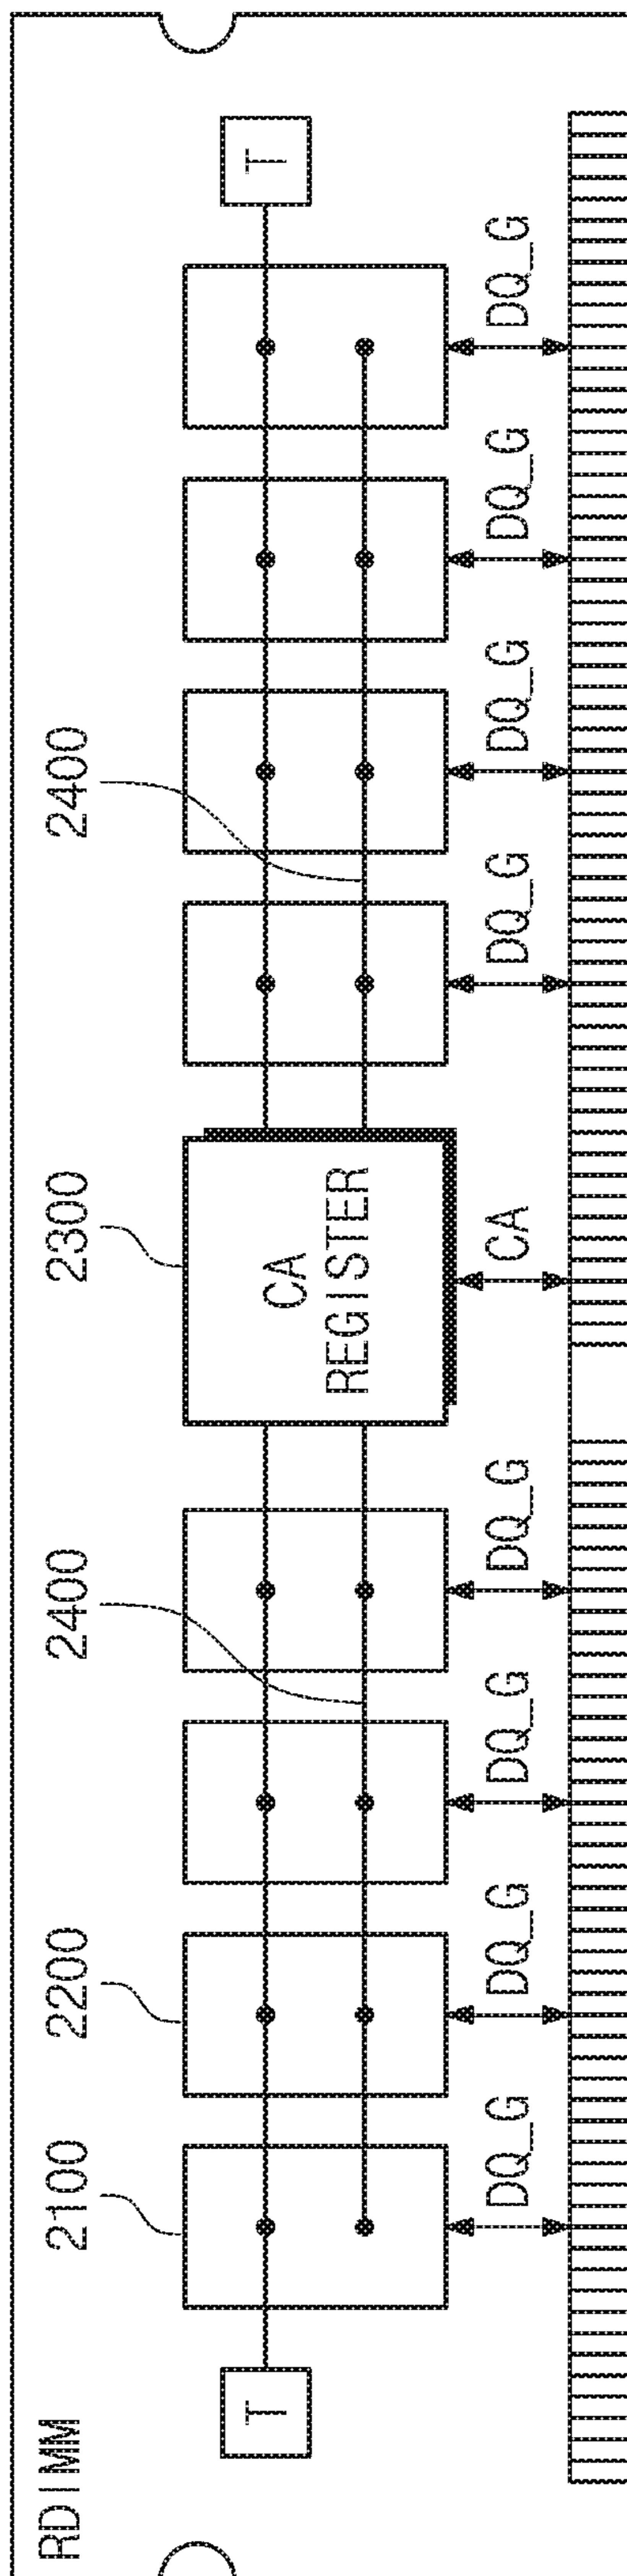 RDIMM
2100
2200
2400
2300
2400
T
CA
REGISTER
T
DQ_G
DQ_G
DQ_G
DQ_G
CA
DQ_G
DQ_G
DQ_G
DQ_G